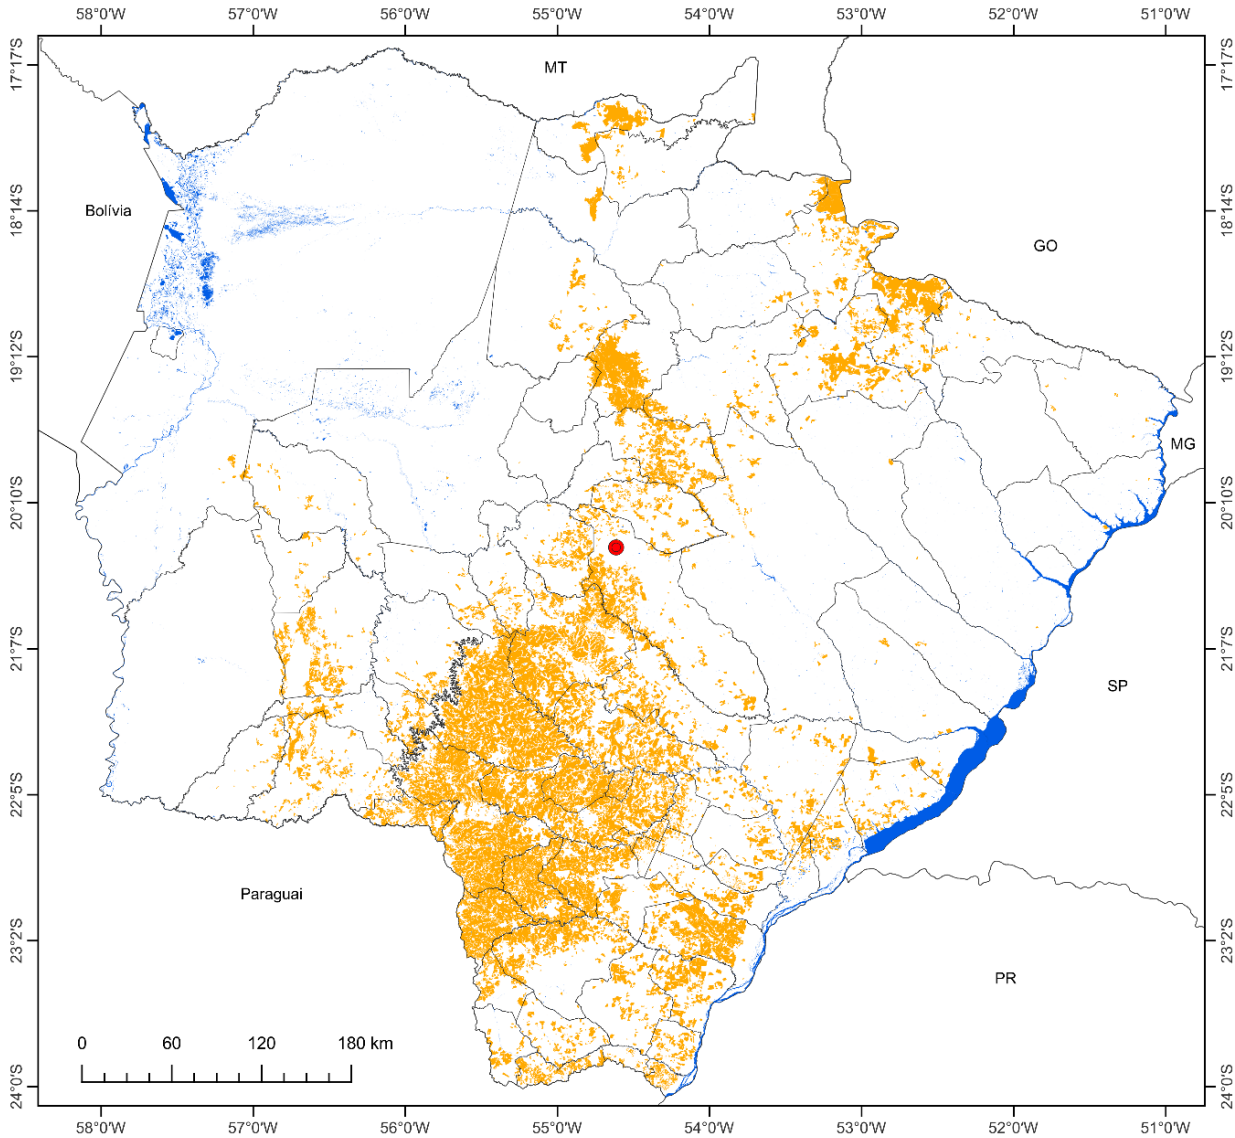 58°0'W 57°0'W 56°0'W 55°0'W 54°0'W 53°0'W 52°0'W 51°0'W
17°17'S 17°17'S
MT
Bolívia
18°14'S 18°14'S
GO
19°12'S 19°12'S
MG
20°10'S 20°10'S
21°7'S 21°7'S
SP
22°5'S 22°5'S
Paraguai
23°2'S 23°2'S
PR
0 60 120 180 km
24°0'S 24°0'S
58°0'W 57°0'W 56°0'W 55°0'W 54°0'W 53°0'W 52°0'W 51°0'W